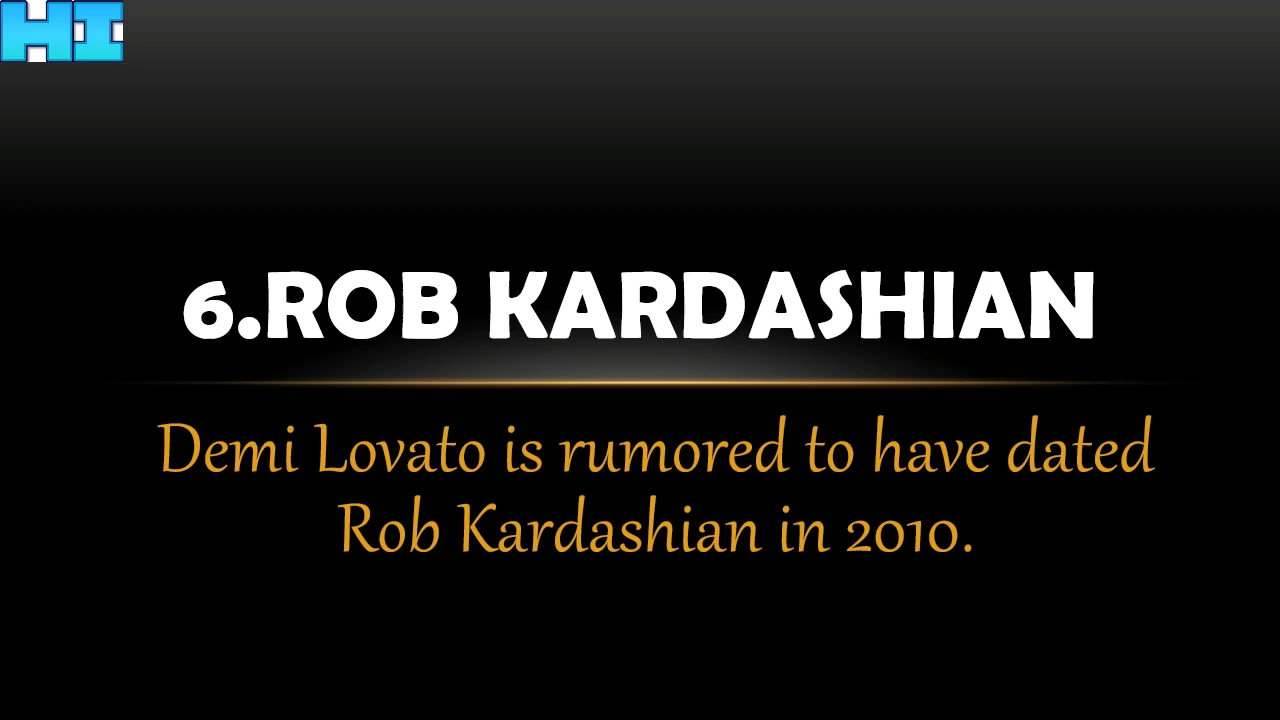 HI
6.ROB KARDASHIAN
Demi Lovato is rumored to have dated
Rob Kardashian in 2010.